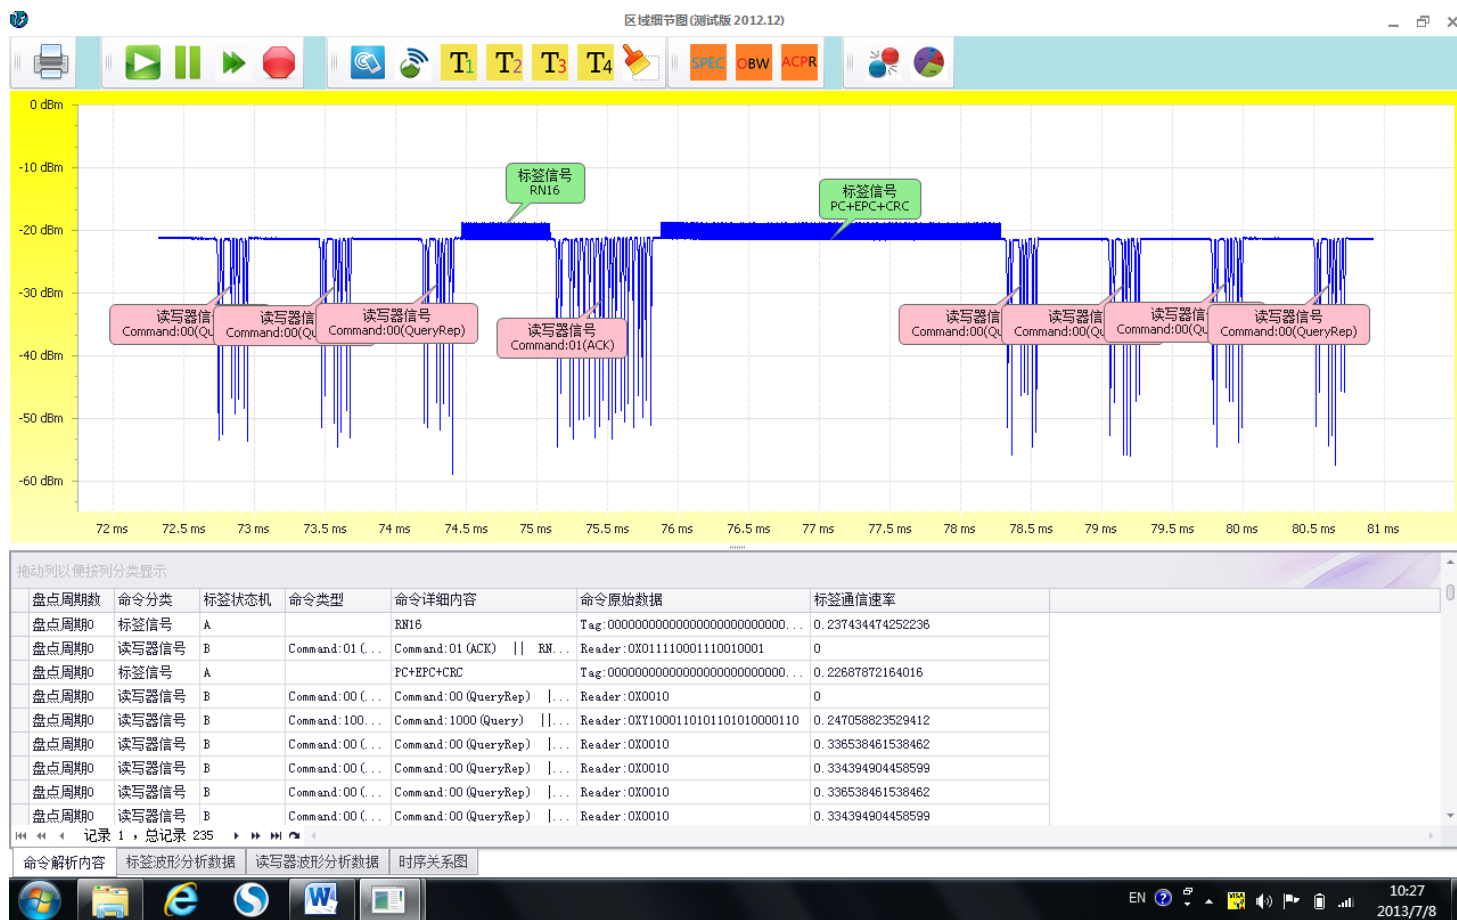 区域细节图(测试版 2012.12)
T1 T2 T3 T4 SPEC OBW ACPR
0 dBm
-10 dBm
-20 dBm
-30 dBm
-40 dBm
-50 dBm
-60 dBm
标签信号
RN16
标签信号
PC+EPC+CRC
读写器信
Command:00(Qu
读写器信
Command:00(Qu
读写器信号
Command:00(QueryRep)
读写器信号
Command:01(ACK)
读写器信
Command:00(Qu
读写器信
Command:00(Qu
读写器信
Command:00(Qu
读写器信号
Command:00(QueryRep)
72 ms 72.5 ms 73 ms 73.5 ms 74 ms 74.5 ms 75 ms 75.5 ms 76 ms 76.5 ms 77 ms 77.5 ms 78 ms 78.5 ms 79 ms 79.5 ms 80 ms 80.5 ms 81 ms
拖动列以便按列分类显示
盘点周期数 命令分类 标签状态机 命令类型 命令详细内容 命令原始数据 标签通信速率
盘点周期0 标签信号 A RN16 Tag:000000000000000000000000000... 0.237434474252236
盘点周期0 读写器信号 B Command:01(... Command:01(ACK) || RN... Reader:0X011110001110010001 0
盘点周期0 标签信号 A PC+EPC+CRC Tag:000000000000000000000000000... 0.22687872164016
盘点周期0 读写器信号 B Command:00(... Command:00(QueryRep) |... Reader:0X0010 0
盘点周期0 读写器信号 B Command:100... Command:1000(Query) ||... Reader:0XY1000110101101010000110 0.247058823529412
盘点周期0 读写器信号 B Command:00(... Command:00(QueryRep) |... Reader:0X0010 0.336538461538462
盘点周期0 读写器信号 B Command:00(... Command:00(QueryRep) |... Reader:0X0010 0.334394904458599
盘点周期0 读写器信号 B Command:00(... Command:00(QueryRep) |... Reader:0X0010 0.336538461538462
盘点周期0 读写器信号 B Command:00(... Command:00(QueryRep) |... Reader:0X0010 0.334394904458599
记录 1 , 总记录 235
命令解析内容 标签波形分析数据 读写器波形分析数据 时序关系图
EN 10:27
2013/7/8